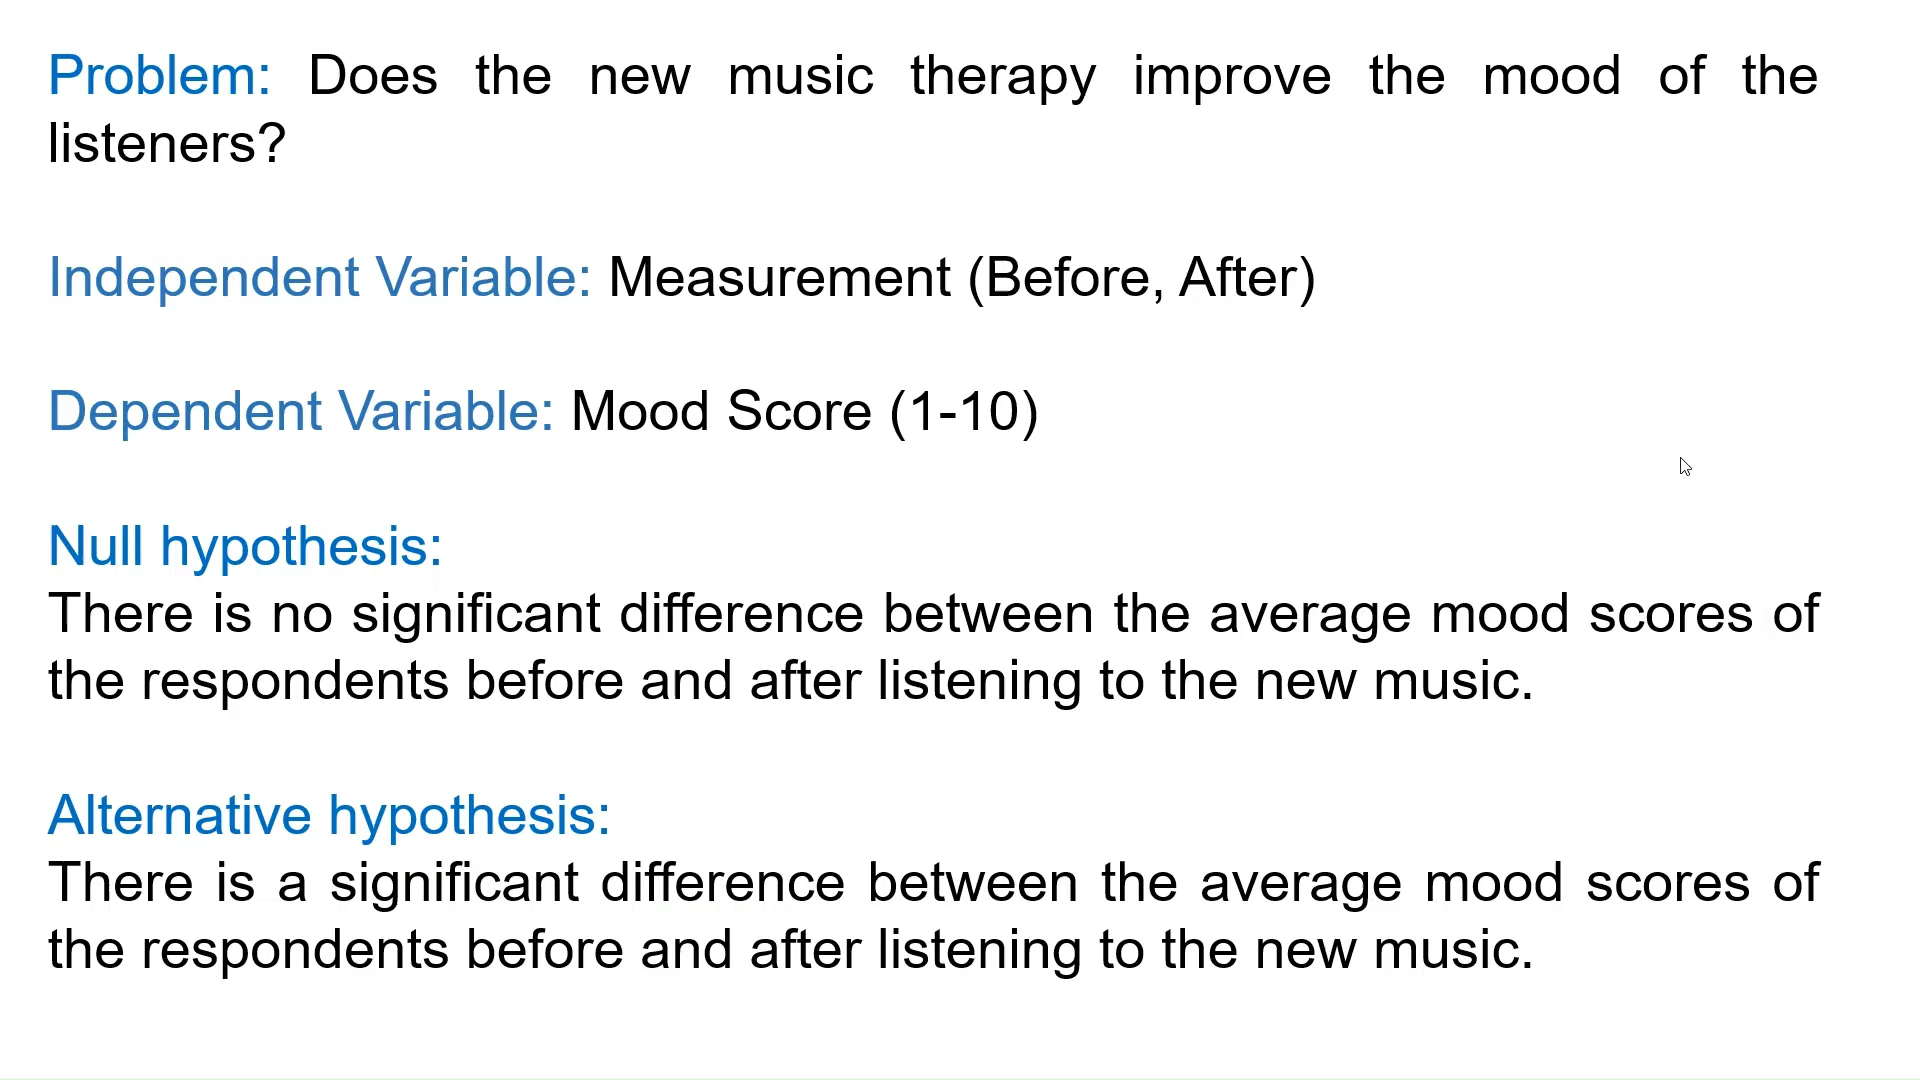 Problem: Does the new music therapy improve the mood of the
listeners?
Independent Variable: Measurement (Before, After)
Dependent Variable: Mood Score (1-10)
Null hypothesis:
There is no significant difference between the average mood scores of
the respondents before and after listening to the new music.
Alternative hypothesis:
There is a significant difference between the average mood scores of
the respondents before and after listening to the new music.